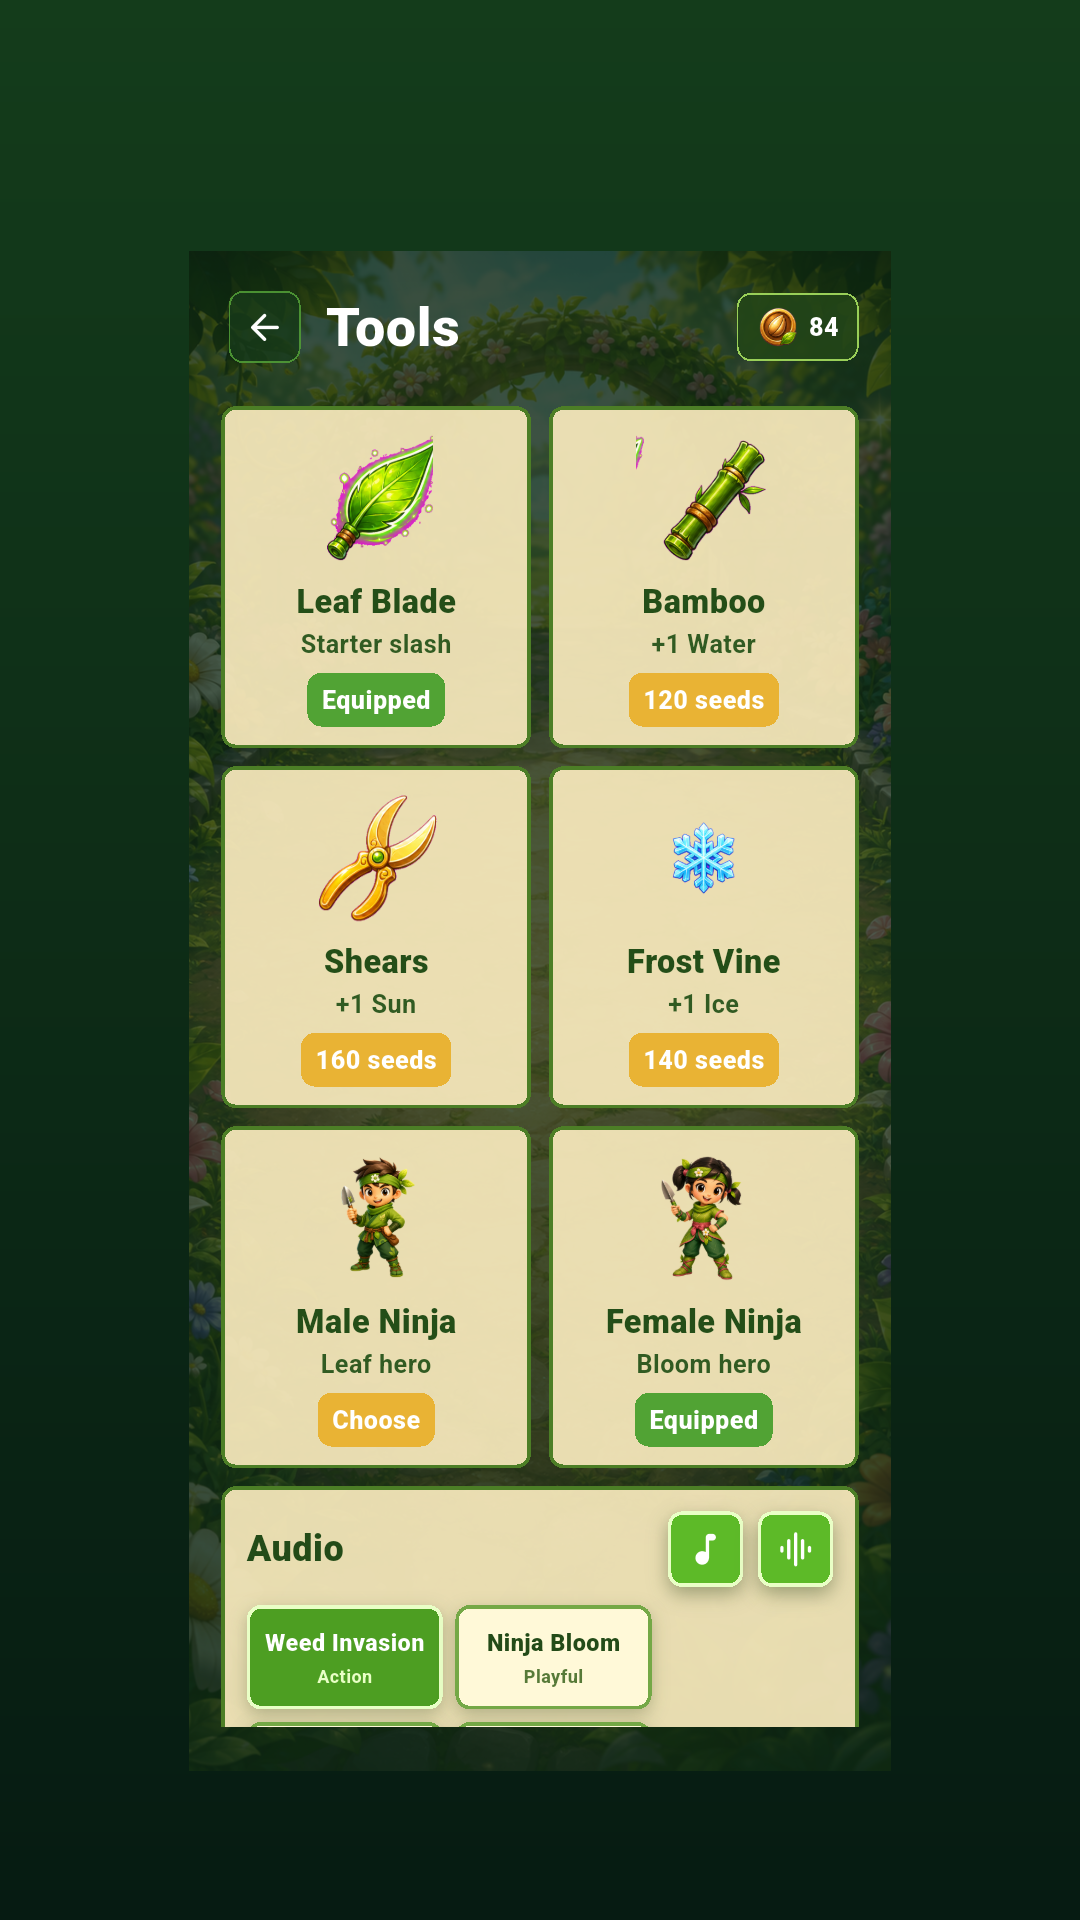 Tools
84
Leaf Blade
Starter slash
Equipped
Bamboo
+1 Water
120 seeds
Shears
+1 Sun
160 seeds
Frost Vine
+1 Ice
140 seeds
Male Ninja
Leaf hero
Choose
Female Ninja
Bloom hero
Equipped
Audio
Weed Invasion
Action
Ninja Bloom
Playful